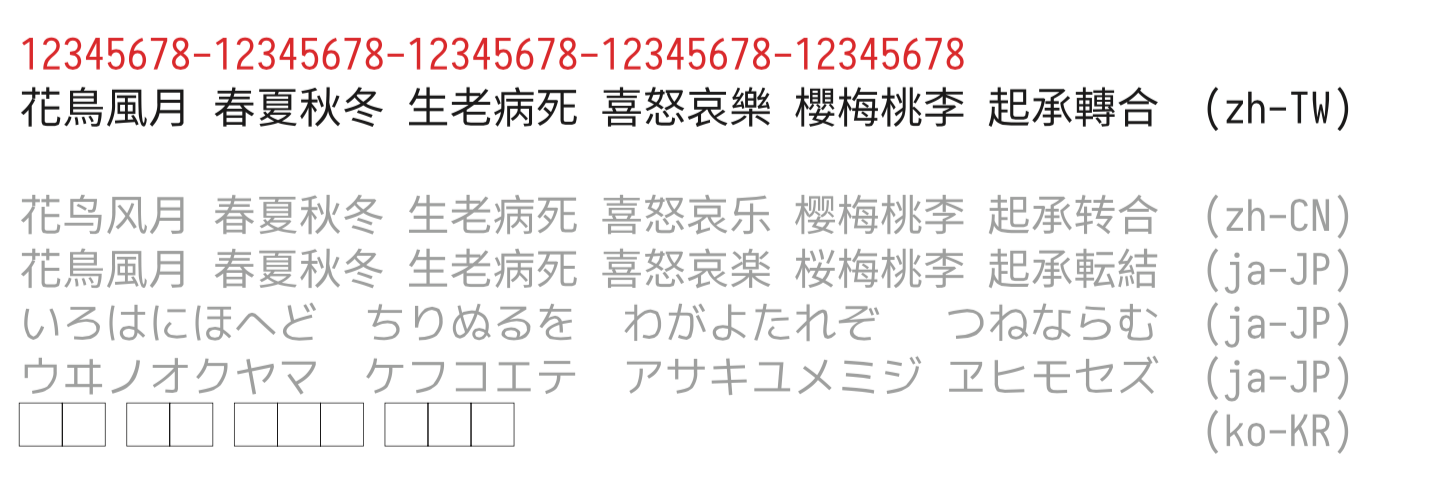 12345678-12345678-12345678-12345678-12345678
花鳥風月 春夏秋冬 生老病死 喜怒哀樂 櫻梅桃李 起承轉合 (zh-TW)
花鸟风月 春夏秋冬 生老病死 喜怒哀乐 樱梅桃李 起承转合 (zh-CN)
花鳥風月 春夏秋冬 生老病死 喜怒哀楽 桜梅桃李 起承転結 (ja-JP)
いろはにほへど ちりぬるを わがよたれぞ つねならむ (ja-JP)
ウヰノオクヤマ ケフコエテ アサキユメミジ ヱヒモセズ (ja-JP)
(ko-KR)